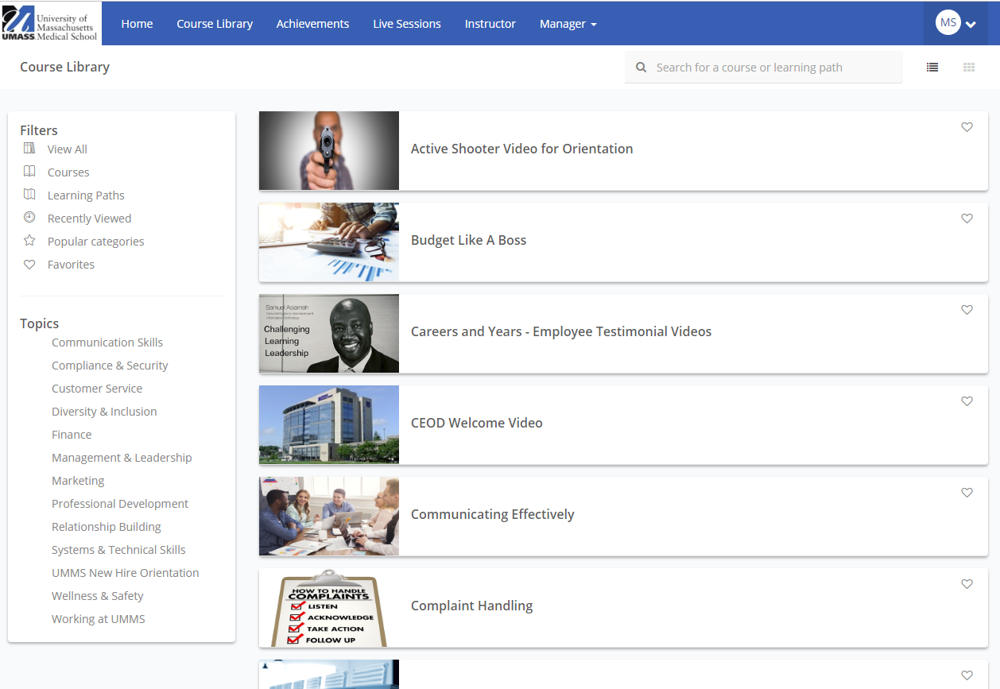 University of
Massachusetts
UMASS Medical School
Home
Course Library
Achievements
Live Sessions
Instructor
Manager
MS
Course Library
Search for a course or learning path
Filters
View All
Courses
Learning Paths
Recently Viewed
Popular categories
Favorites
Topics
Communication Skills
Compliance & Security
Customer Service
Diversity & Inclusion
Finance
Management & Leadership
Marketing
Professional Development
Relationship Building
Systems & Technical Skills
UMMS New Hire Orientation
Wellness & Safety
Working at UMMS
Active Shooter Video for Orientation
Budget Like A Boss
Samuel Asiamah
Information Technology
Challenging
Learning
Leadership
Careers and Years - Employee Testimonial Videos
CEOD Welcome Video
Communicating Effectively
HOW TO HANDLE
COMPLAINTS
LISTEN
ACKNOWLEDGE
TAKE ACTION
FOLLOW UP
Complaint Handling